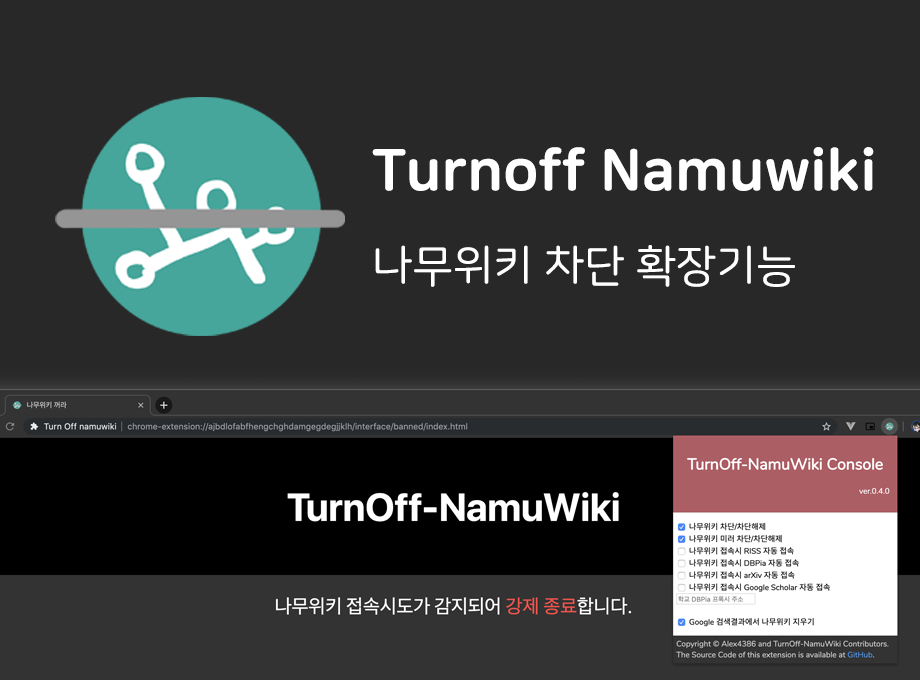 Turnoff Namuwiki
나무위키 차단 확장기능
나무위키 꺼라
Turn Off namuwiki | chrome-extension://ajbdlofabfhengchghdamgegdegjjklh/interface/banned/index.html
TurnOff-NamuWiki
나무위키 접속시도가 감지되어 강제 종료합니다.
TurnOff-NamuWiki Console
ver.0.4.0
나무위키 차단/차단해제
나무위키 미러 차단/차단해제
나무위키 접속시 RISS 자동 접속
나무위키 접속시 DBPia 자동 접속
나무위키 접속시 arXiv 자동 접속
나무위키 접속시 Google Scholar 자동 접속
학교 DBPia 프록시 주소
Google 검색결과에서 나무위키 지우기
Copyright © Alex4386 and TurnOff-NamuWiki Contributors.
The Source Code of this extension is available at GitHub.